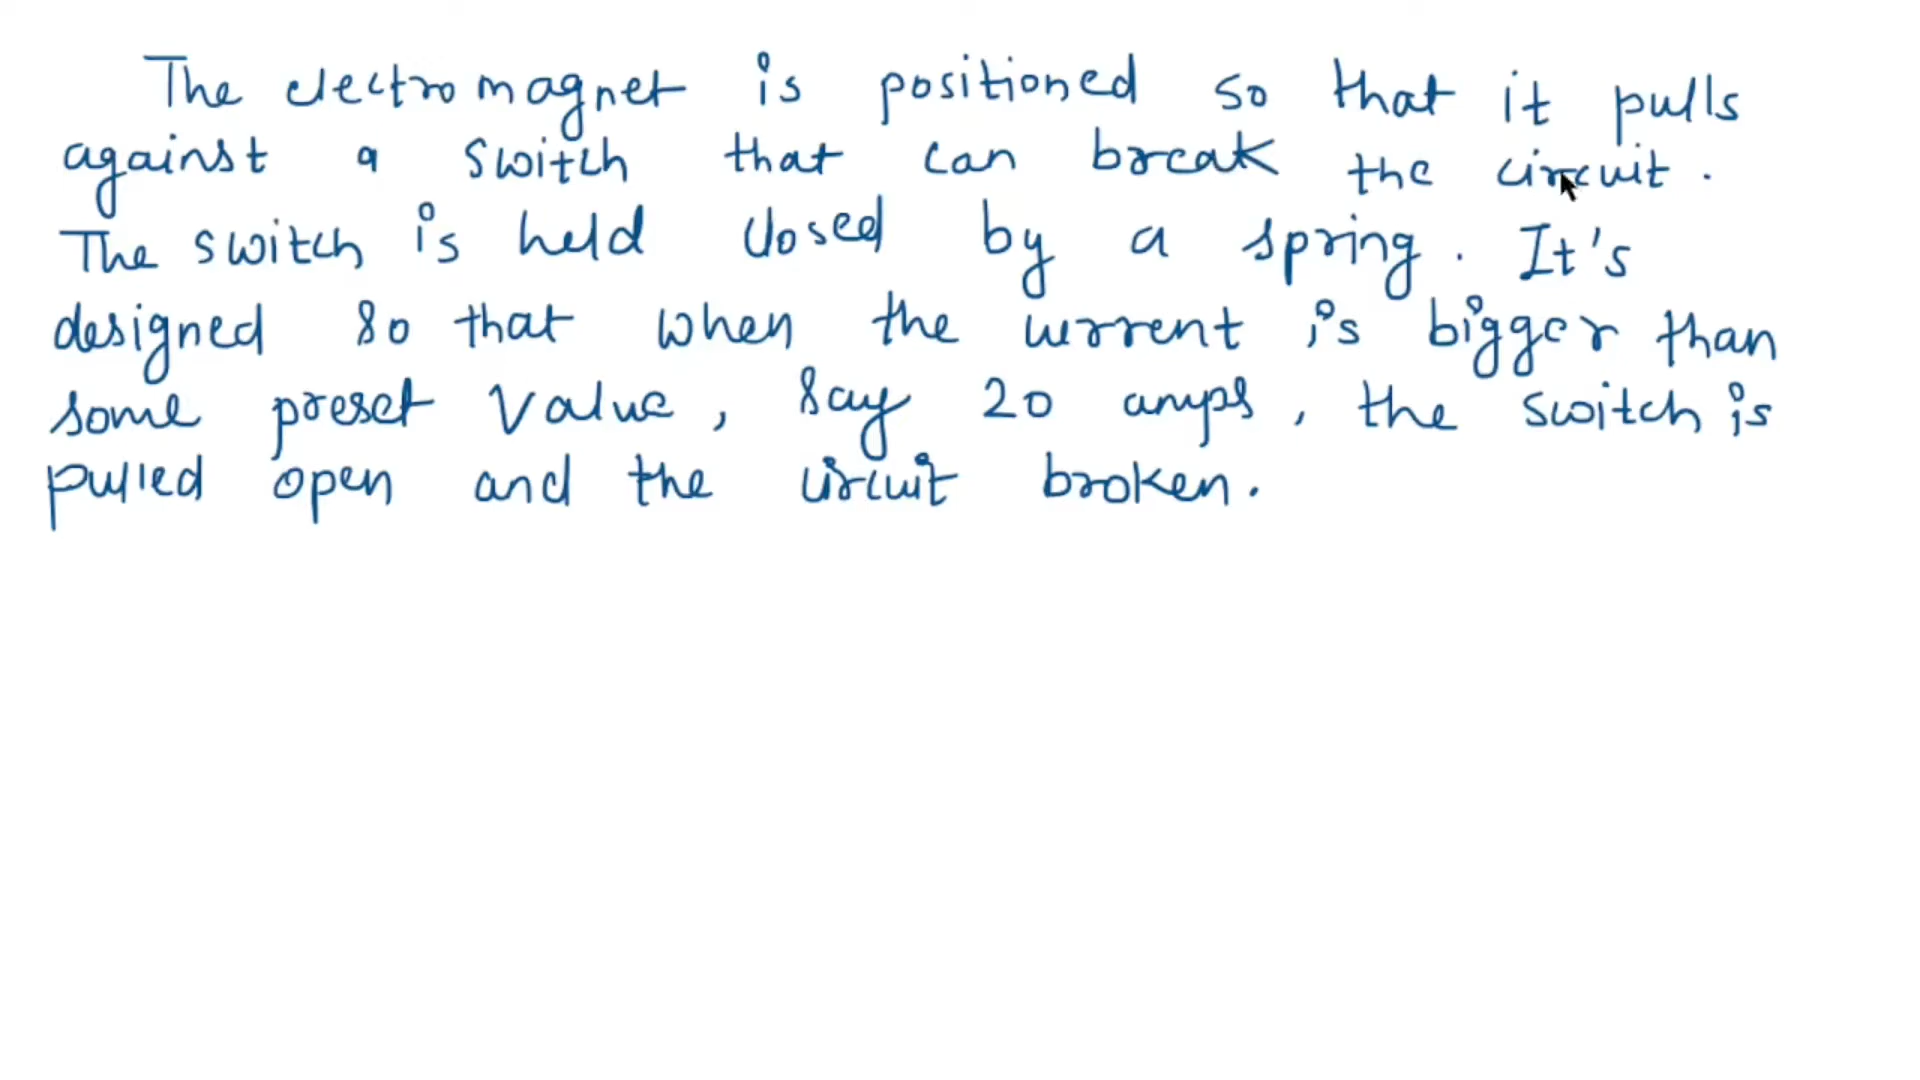 The electromagnet is positioned so that it pulls
against a switch that can break the circuit.
The switch is held closed by a spring. It's
designed so that when the current is bigger than
some preset value, say 20 amps, the switch is
pulled open and the circuit broken.